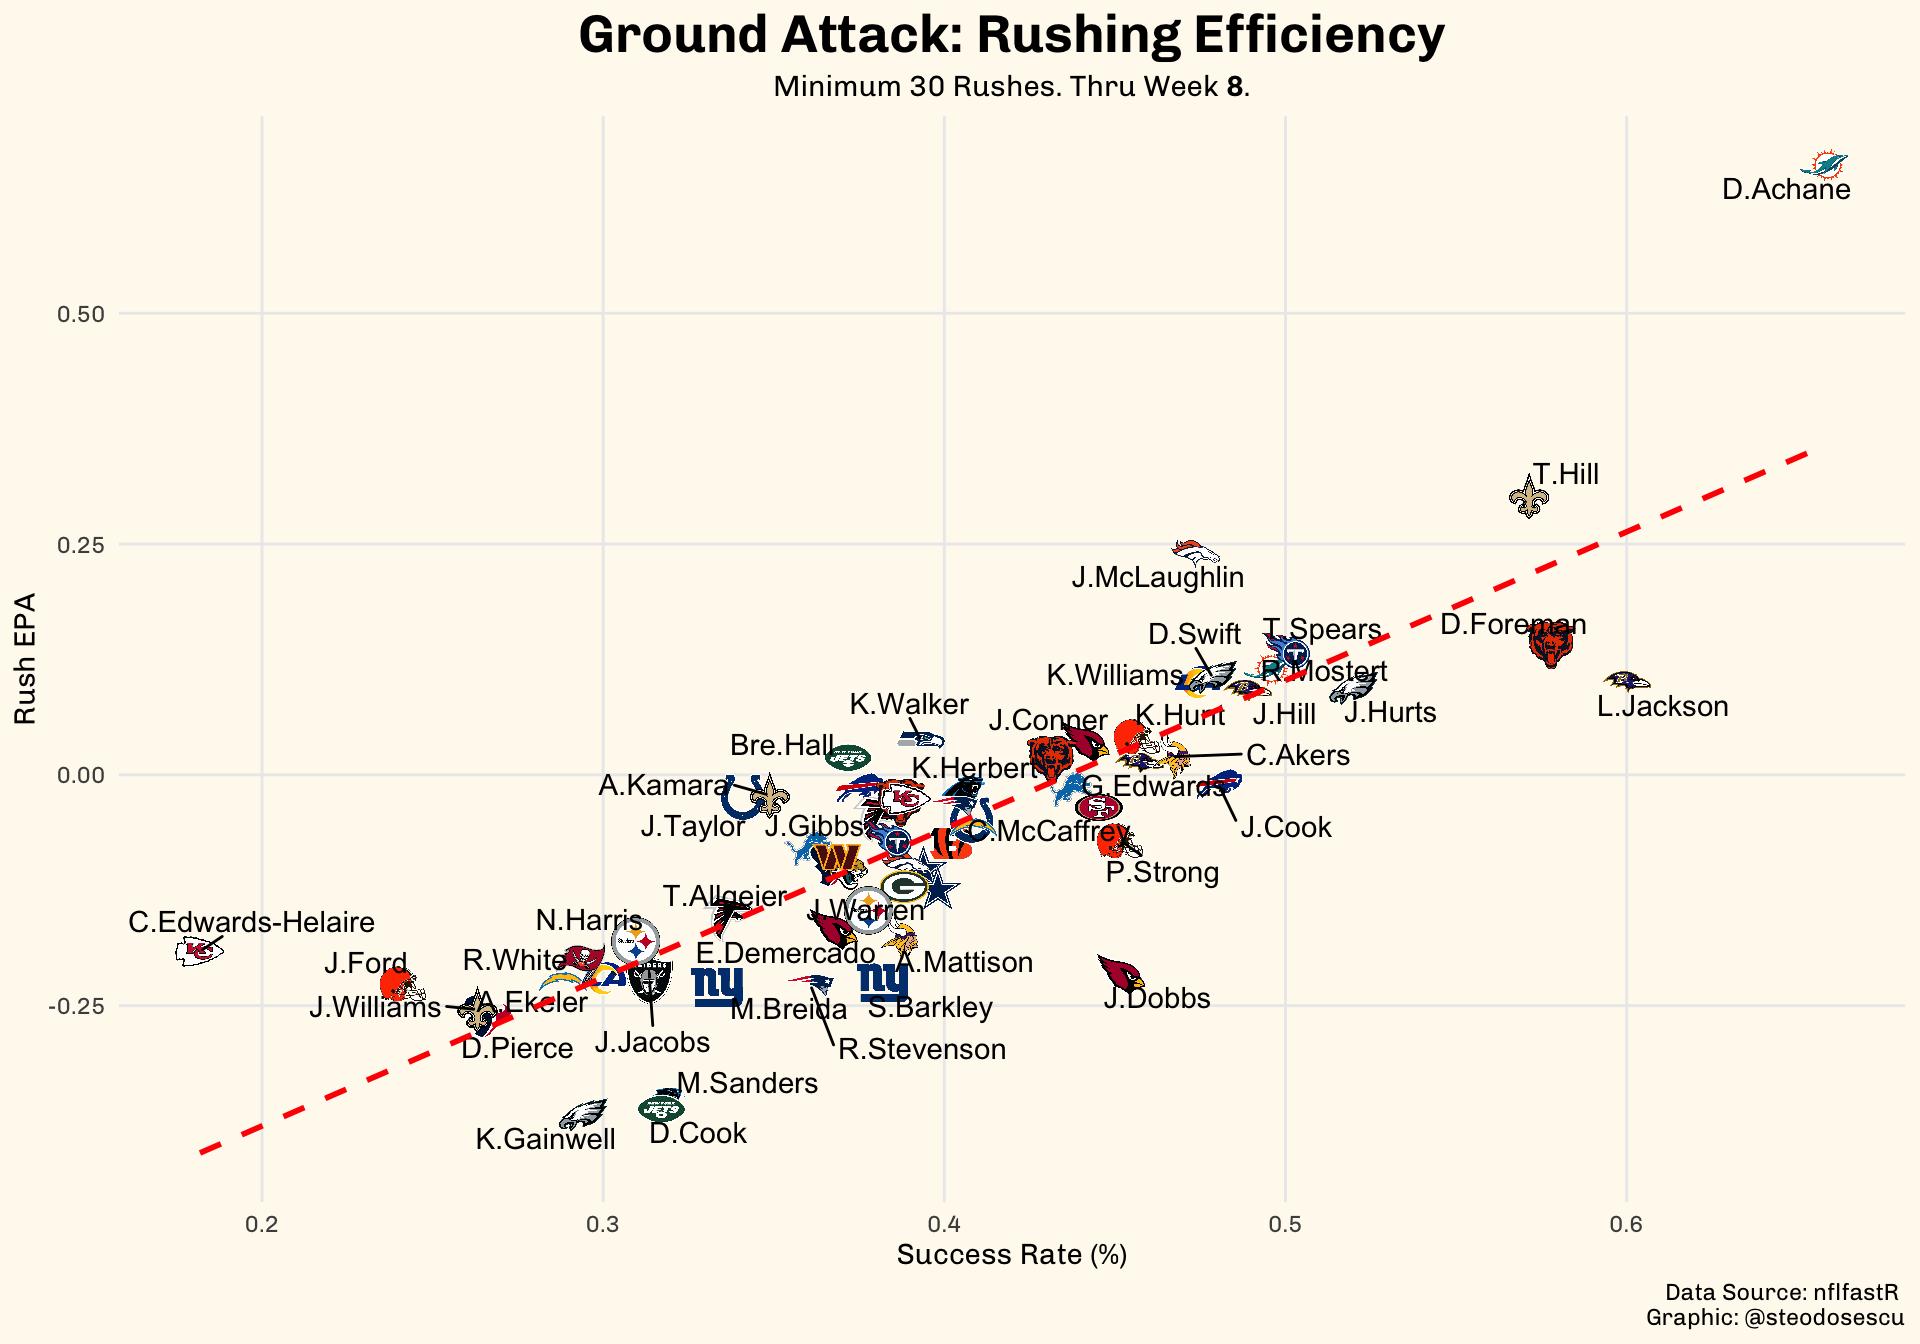 Ground Attack: Rushing Efficiency
Minimum 30 Rushes. Thru Week 8.
D.Achane
0.50
T.Hill
0.25
J.McLaughlin
D.Swift
T.Spears
D.Foreman
K.Williams
R.Mostert
K.Walker
J.Conner
K.Hunt
J.Hill
J.Hurts
L.Jackson
Bre.Hall
C.Akers
0.00
K.Herbert
A.Kamara
G.Edwards
J.Taylor
J.Gibbs
C.McCaffrey
J.Cook
P.Strong
T.Allgeier
J.Warren
C.Edwards-Helaire
N.Harris
E.Demercado
J.Ford
R.White
A.Mattison
-0.25
J.Williams
A.Ekeler
M.Breida
S.Barkley
J.Dobbs
D.Pierce
J.Jacobs
R.Stevenson
M.Sanders
K.Gainwell
D.Cook
Rush EPA
0.2
0.3
0.4
0.5
0.6
Success Rate (%)
Data Source: nflfastR
Graphic: @steodosescu